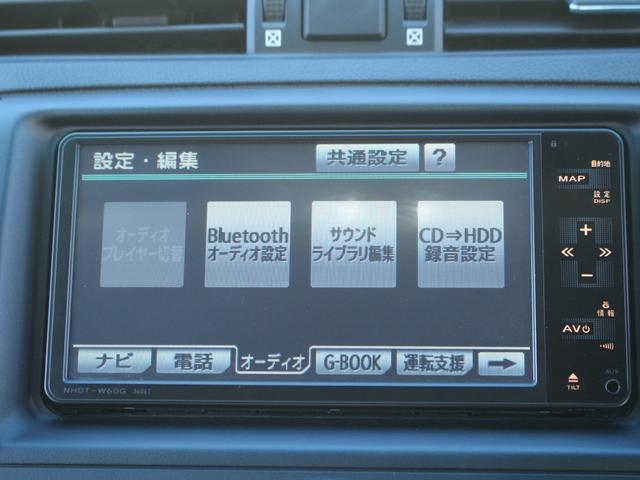 設定・編集
共通設定
?
オーディオ
プレイヤー切替
Bluetooth
オーディオ設定
サウンド
ライブラリ編集
CD⇒HDD
録音設定
ナビ
電話
オーディオ
G-BOOK
運転支援
→
NHDT-W60G
目的地
MAP
設定
DISP
+
−
情報
AV
TILT
AUX